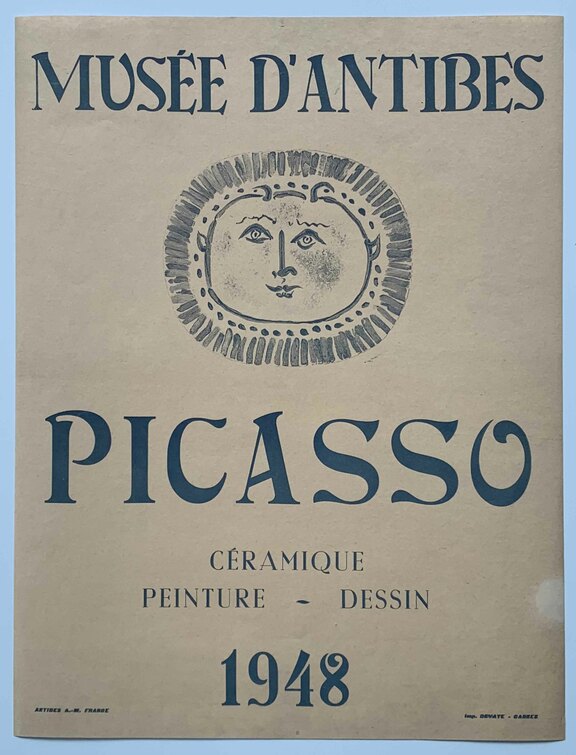 MUSÉE D'ANTIBES
PICASSO
CÉRAMIQUE
PEINTURE - DESSIN
1948
ANTIBES A.-M. FRANCE
Imp. DEVAYE - CANNES